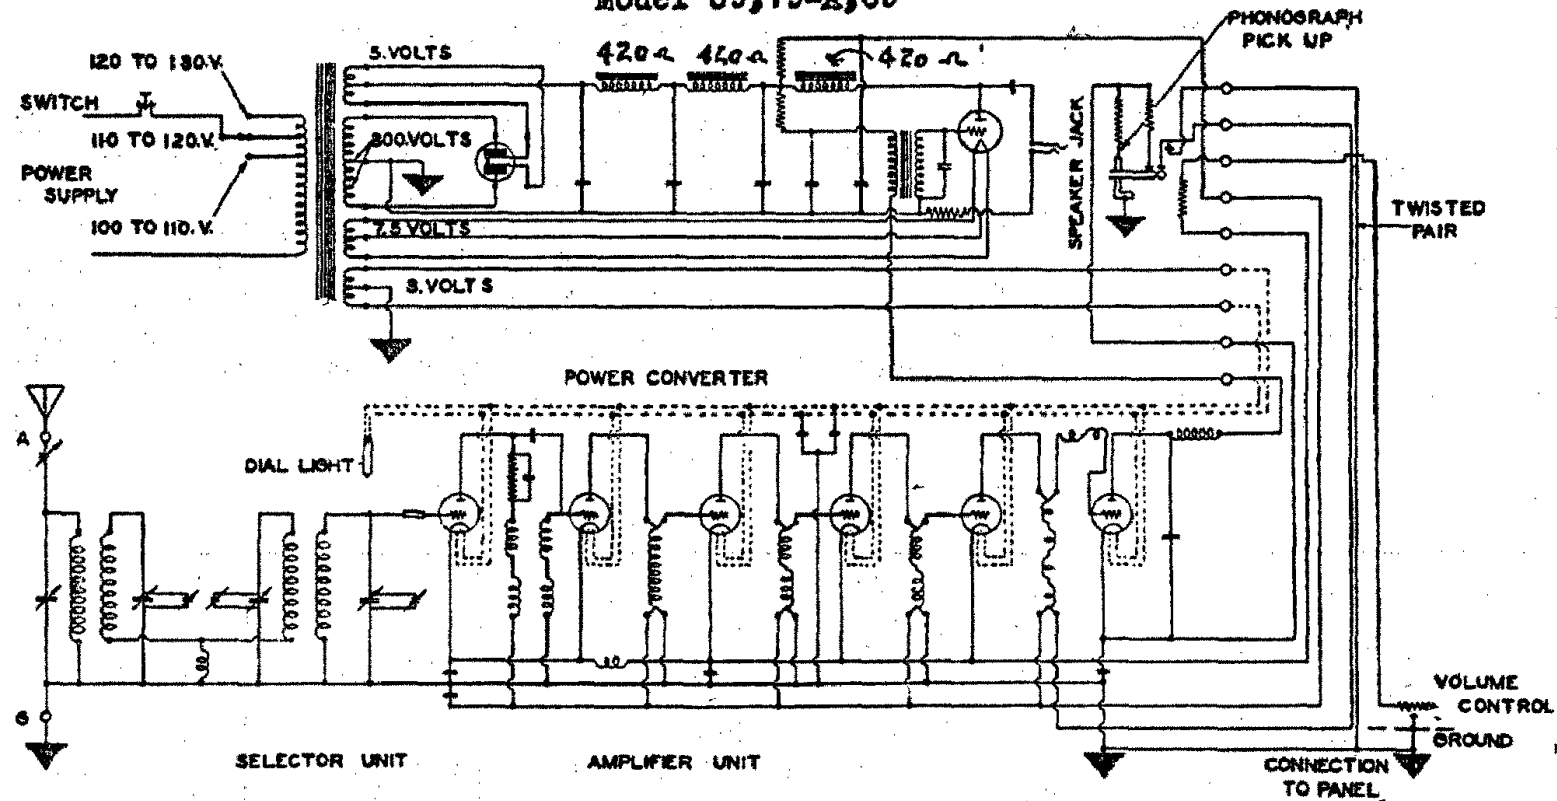 PHONOGRAPH
PICK UP
120 TO 130.V.
5.VOLTS
420 Ω
420 Ω
420 Ω
SWITCH
110 TO 120.V.
300.VOLTS
SPEAKER JACK
POWER
SUPPLY
100 TO 110.V.
7.5 VOLTS
TWISTED
PAIR
3.VOLTS
POWER CONVERTER
A
DIAL LIGHT
VOLUME
CONTROL
G
GROUND
SELECTOR UNIT
AMPLIFIER UNIT
CONNECTION
TO PANEL